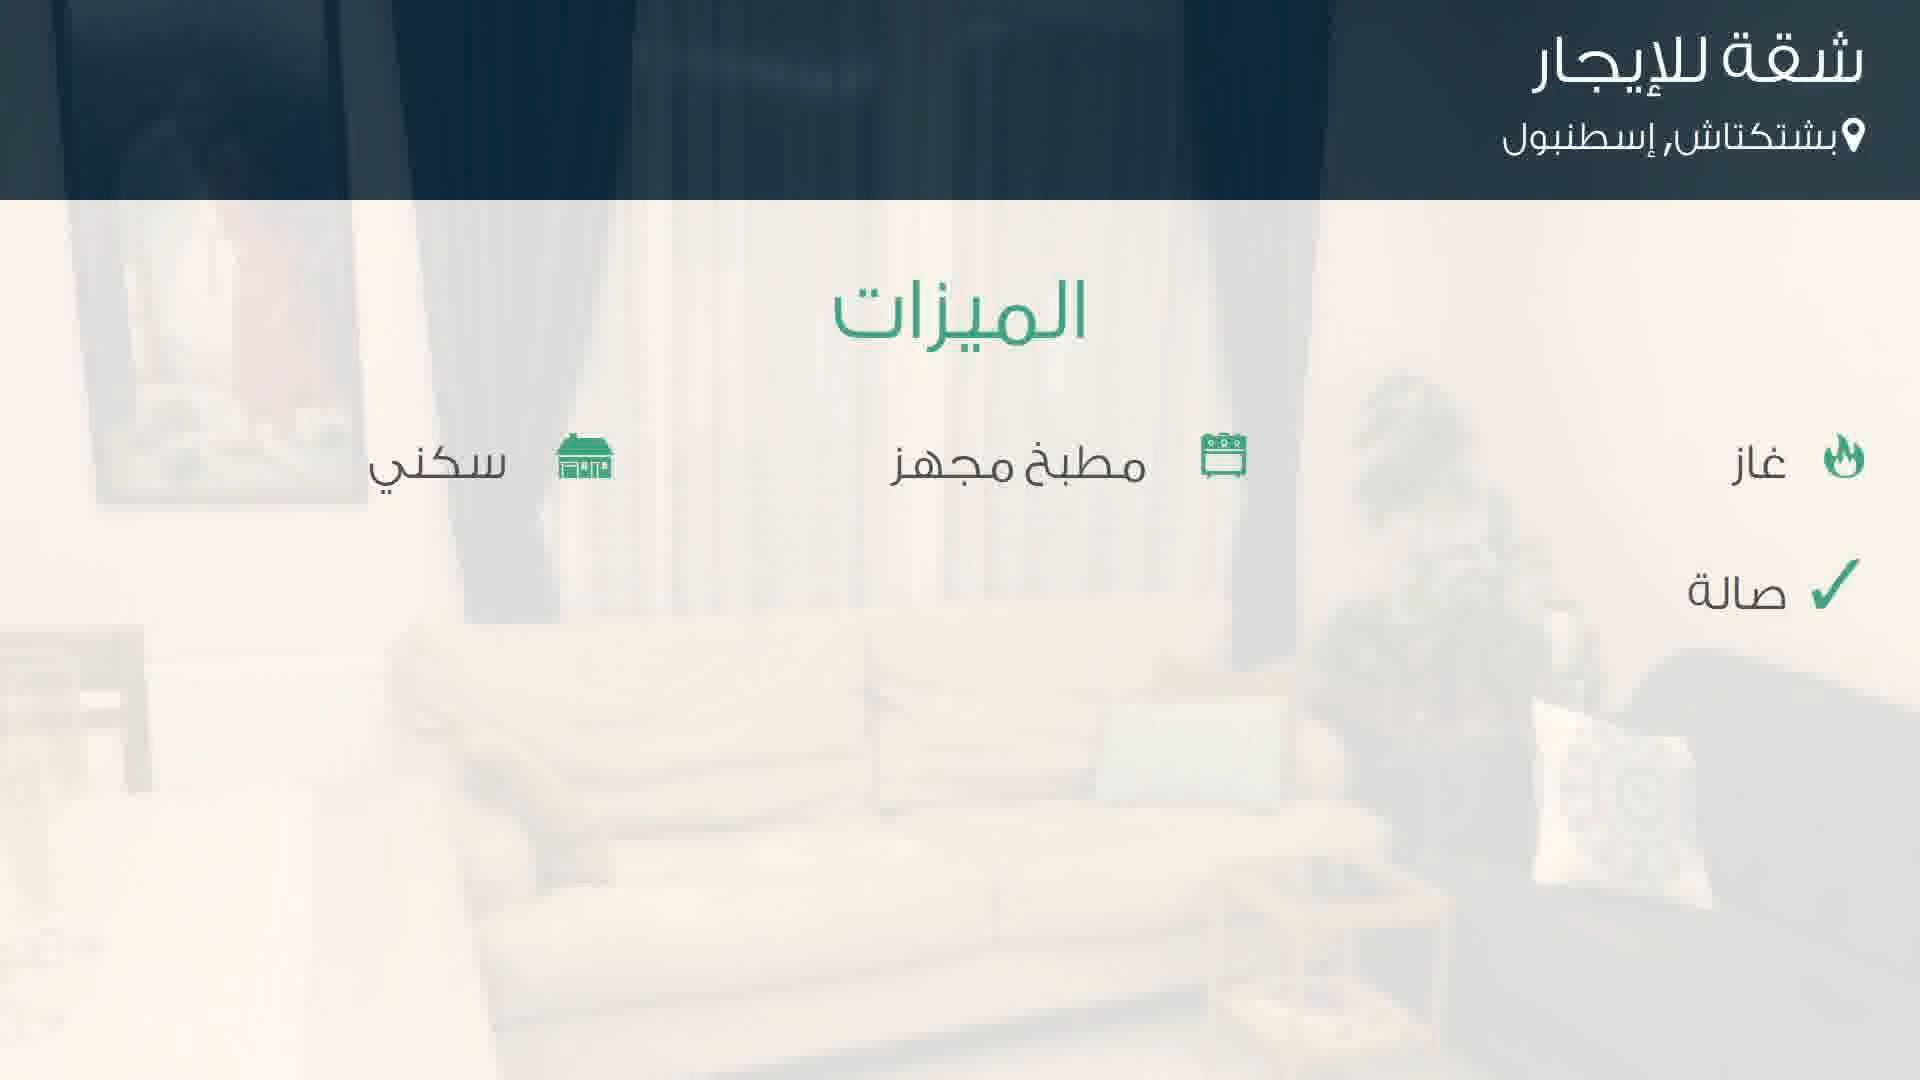 شقة للإيجار
بشتكتاش, إسطنبول
الميزات
غاز
مطبخ مجهز
سكني
صالة